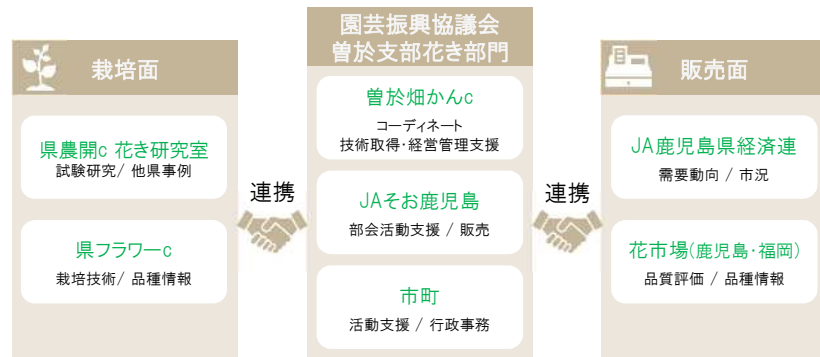 栽培面
県農開c 花き研究室
試験研究/ 他県事例
県フラワーc
栽培技術/ 品種情報
連携
園芸振興協議会
曽於支部花き部門
曽於畑かんc
コーディネート
技術取得・経営管理支援
JAそお鹿児島
部会活動支援 / 販売
市町
活動支援 / 行政事務
連携
販売面
JA鹿児島県経済連
需要動向 / 市況
花市場(鹿児島・福岡)
品質評価 / 品種情報